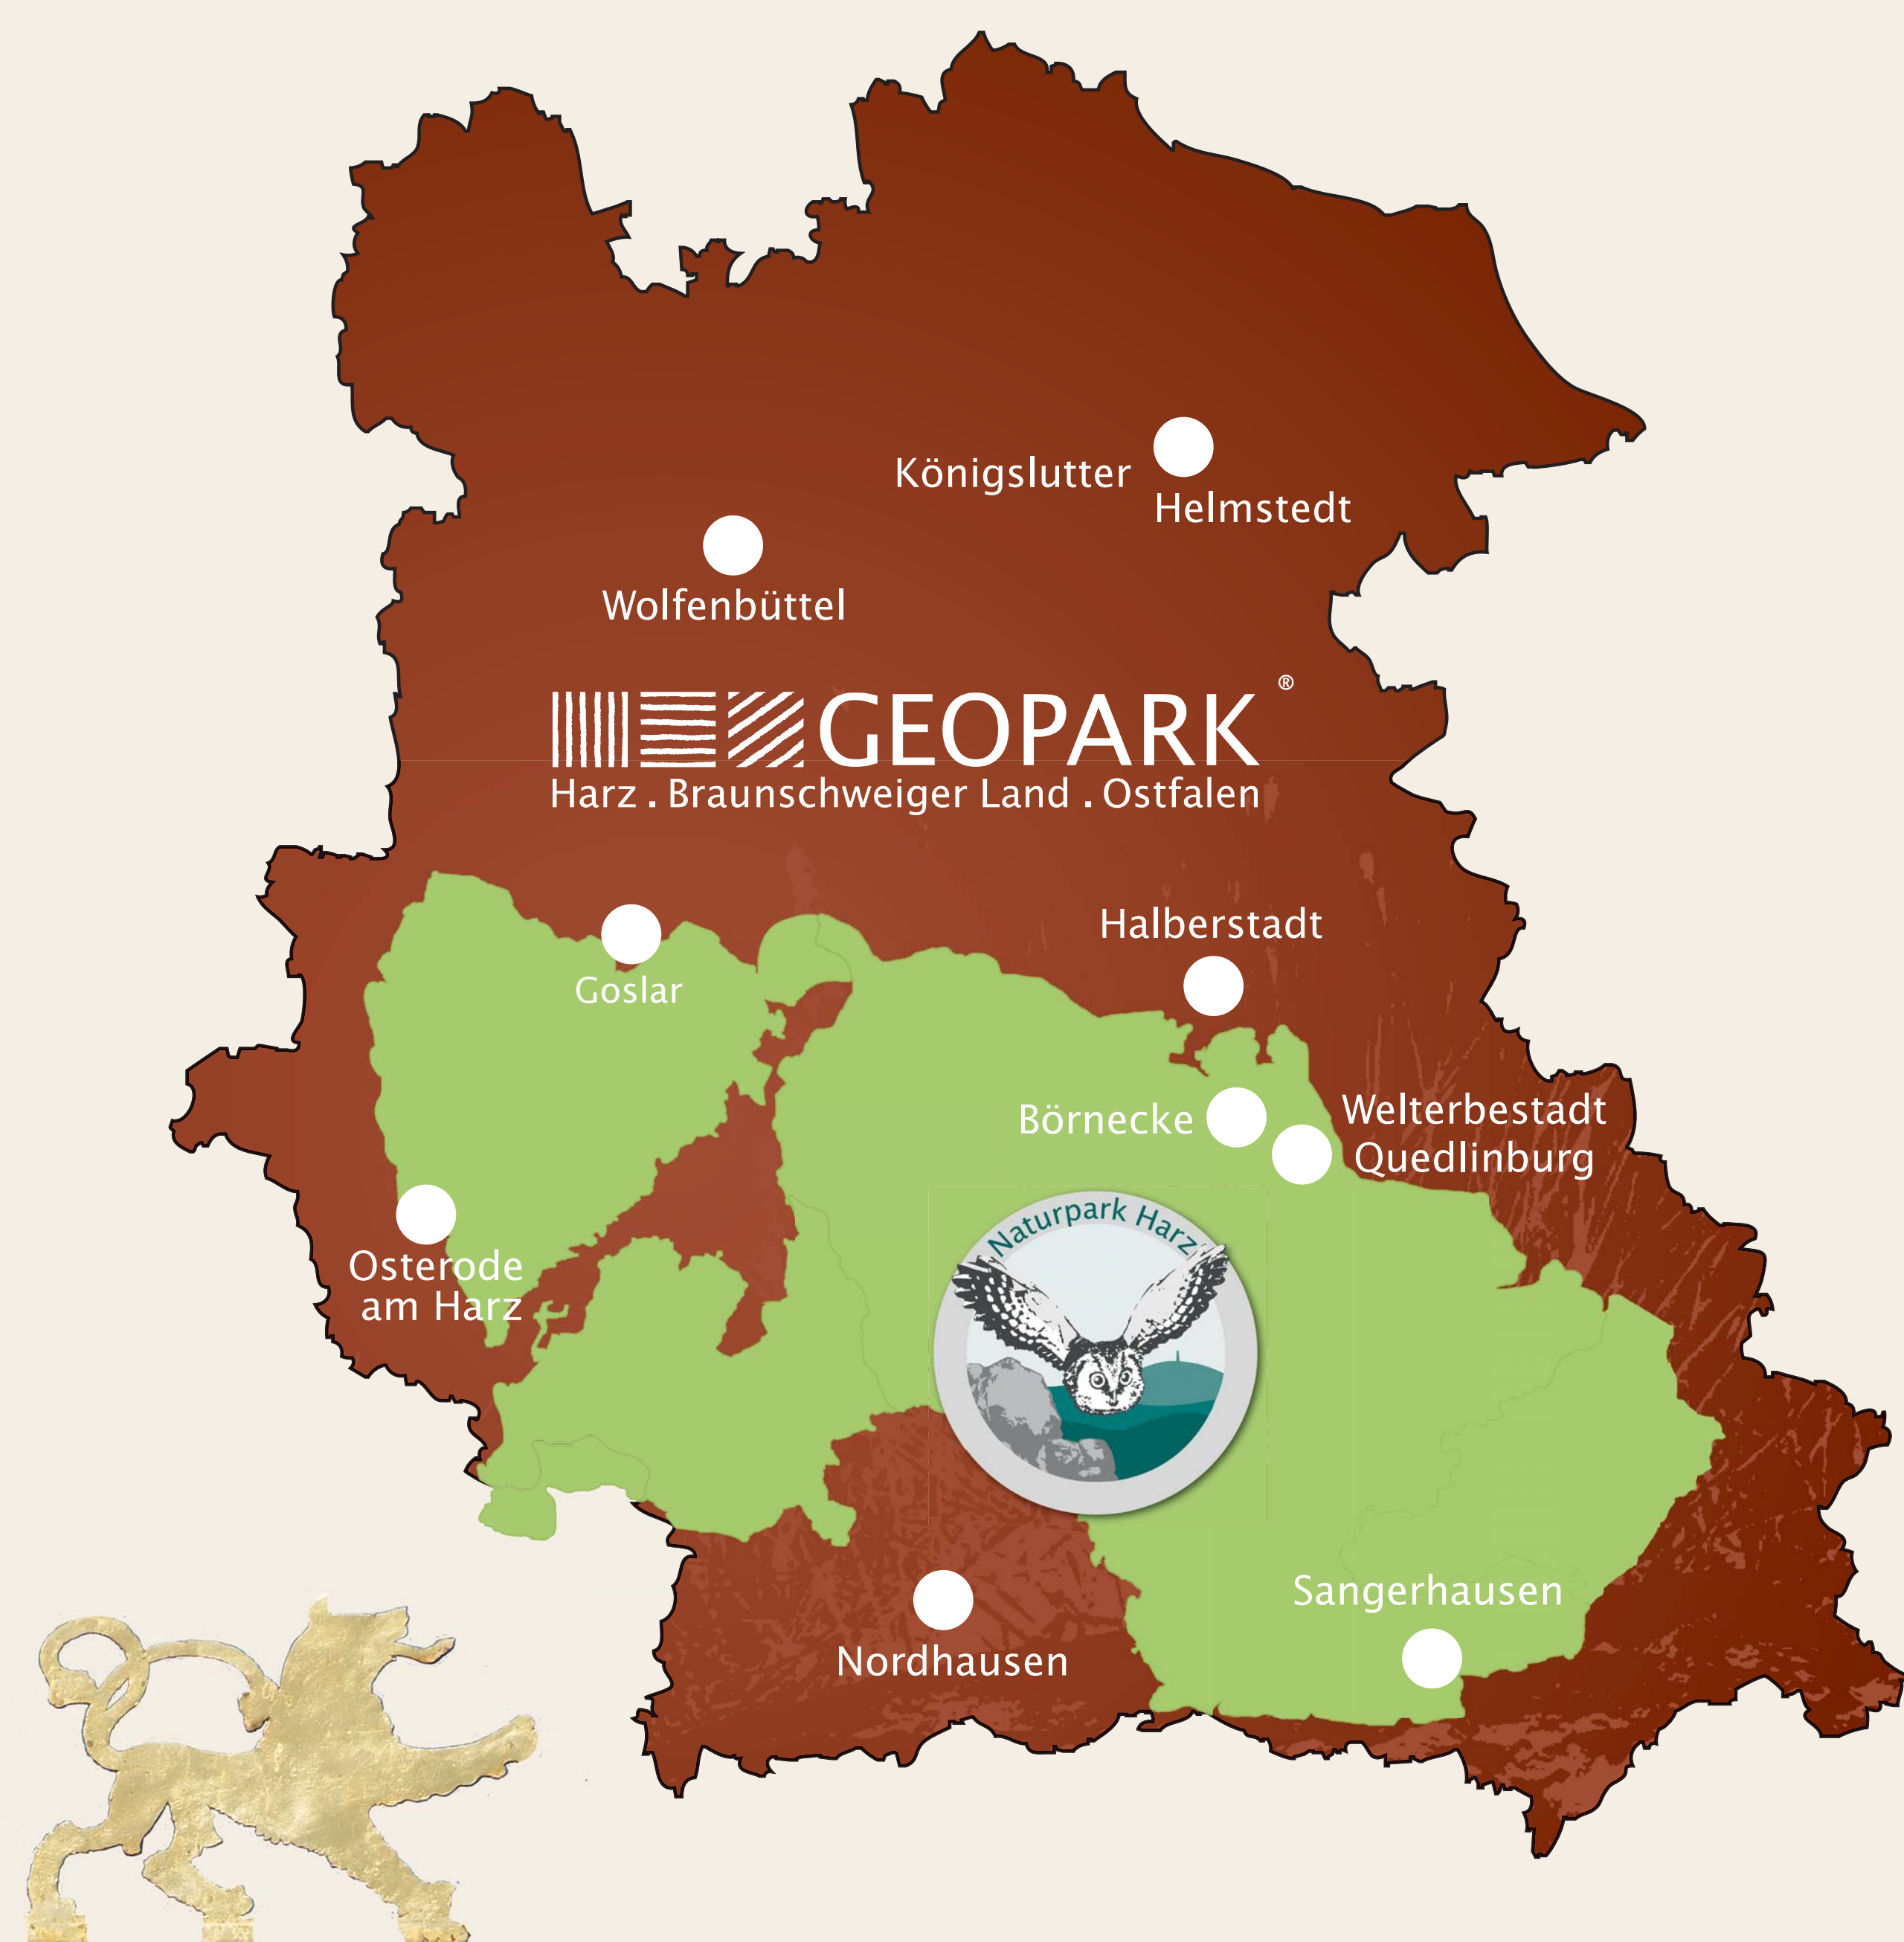 Königslutter
Helmstedt
Wolfenbüttel
GEOPARK ®
Harz . Braunschweiger Land . Ostfalen
Halberstadt
Goslar
Börnecke
Welterbestadt
Quedlinburg
Naturpark Harz
Osterode
am Harz
Sangerhausen
Nordhausen